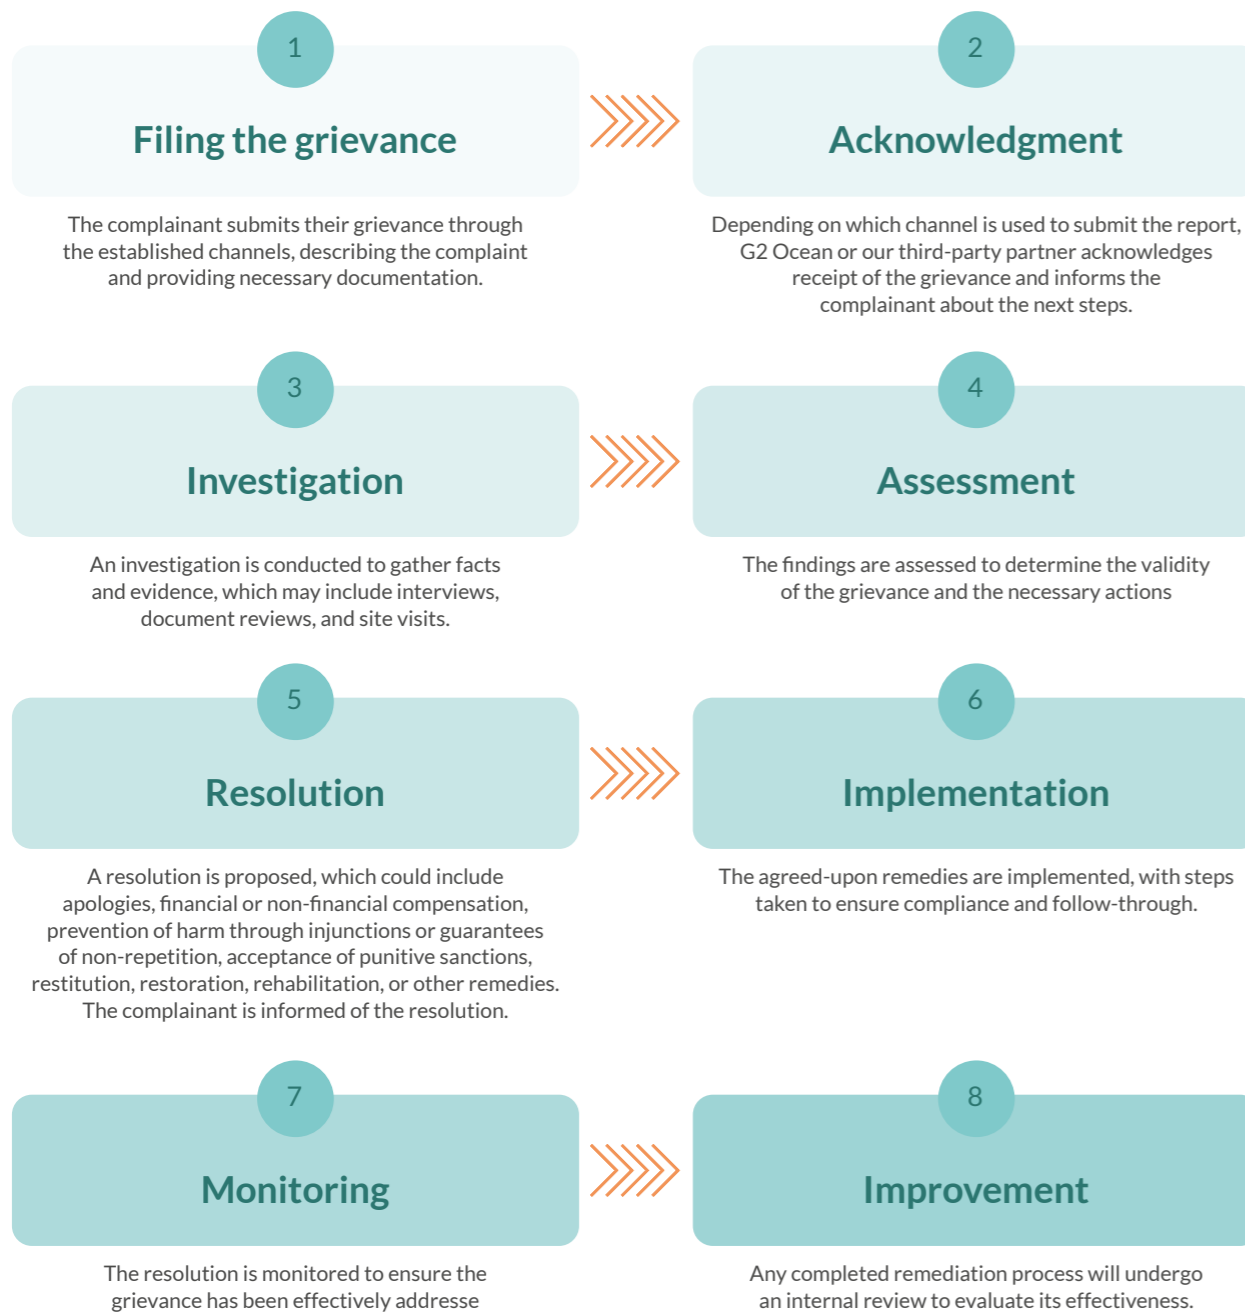 1
Filing the grievance
The complainant submits their grievance through
the established channels, describing the complaint
and providing necessary documentation.
2
Acknowledgment
Depending on which channel is used to submit the report,
G2 Ocean or our third-party partner acknowledges
receipt of the grievance and informs the
complainant about the next steps.
3
Investigation
An investigation is conducted to gather facts
and evidence, which may include interviews,
document reviews, and site visits.
4
Assessment
The findings are assessed to determine the validity
of the grievance and the necessary actions
5
Resolution
A resolution is proposed, which could include
apologies, financial or non-financial compensation,
prevention of harm through injunctions or guarantees
of non-repetition, acceptance of punitive sanctions,
restitution, restoration, rehabilitation, or other remedies.
The complainant is informed of the resolution.
6
Implementation
The agreed-upon remedies are implemented, with steps
taken to ensure compliance and follow-through.
7
Monitoring
The resolution is monitored to ensure the
grievance has been effectively addresse
8
Improvement
Any completed remediation process will undergo
an internal review to evaluate its effectiveness.